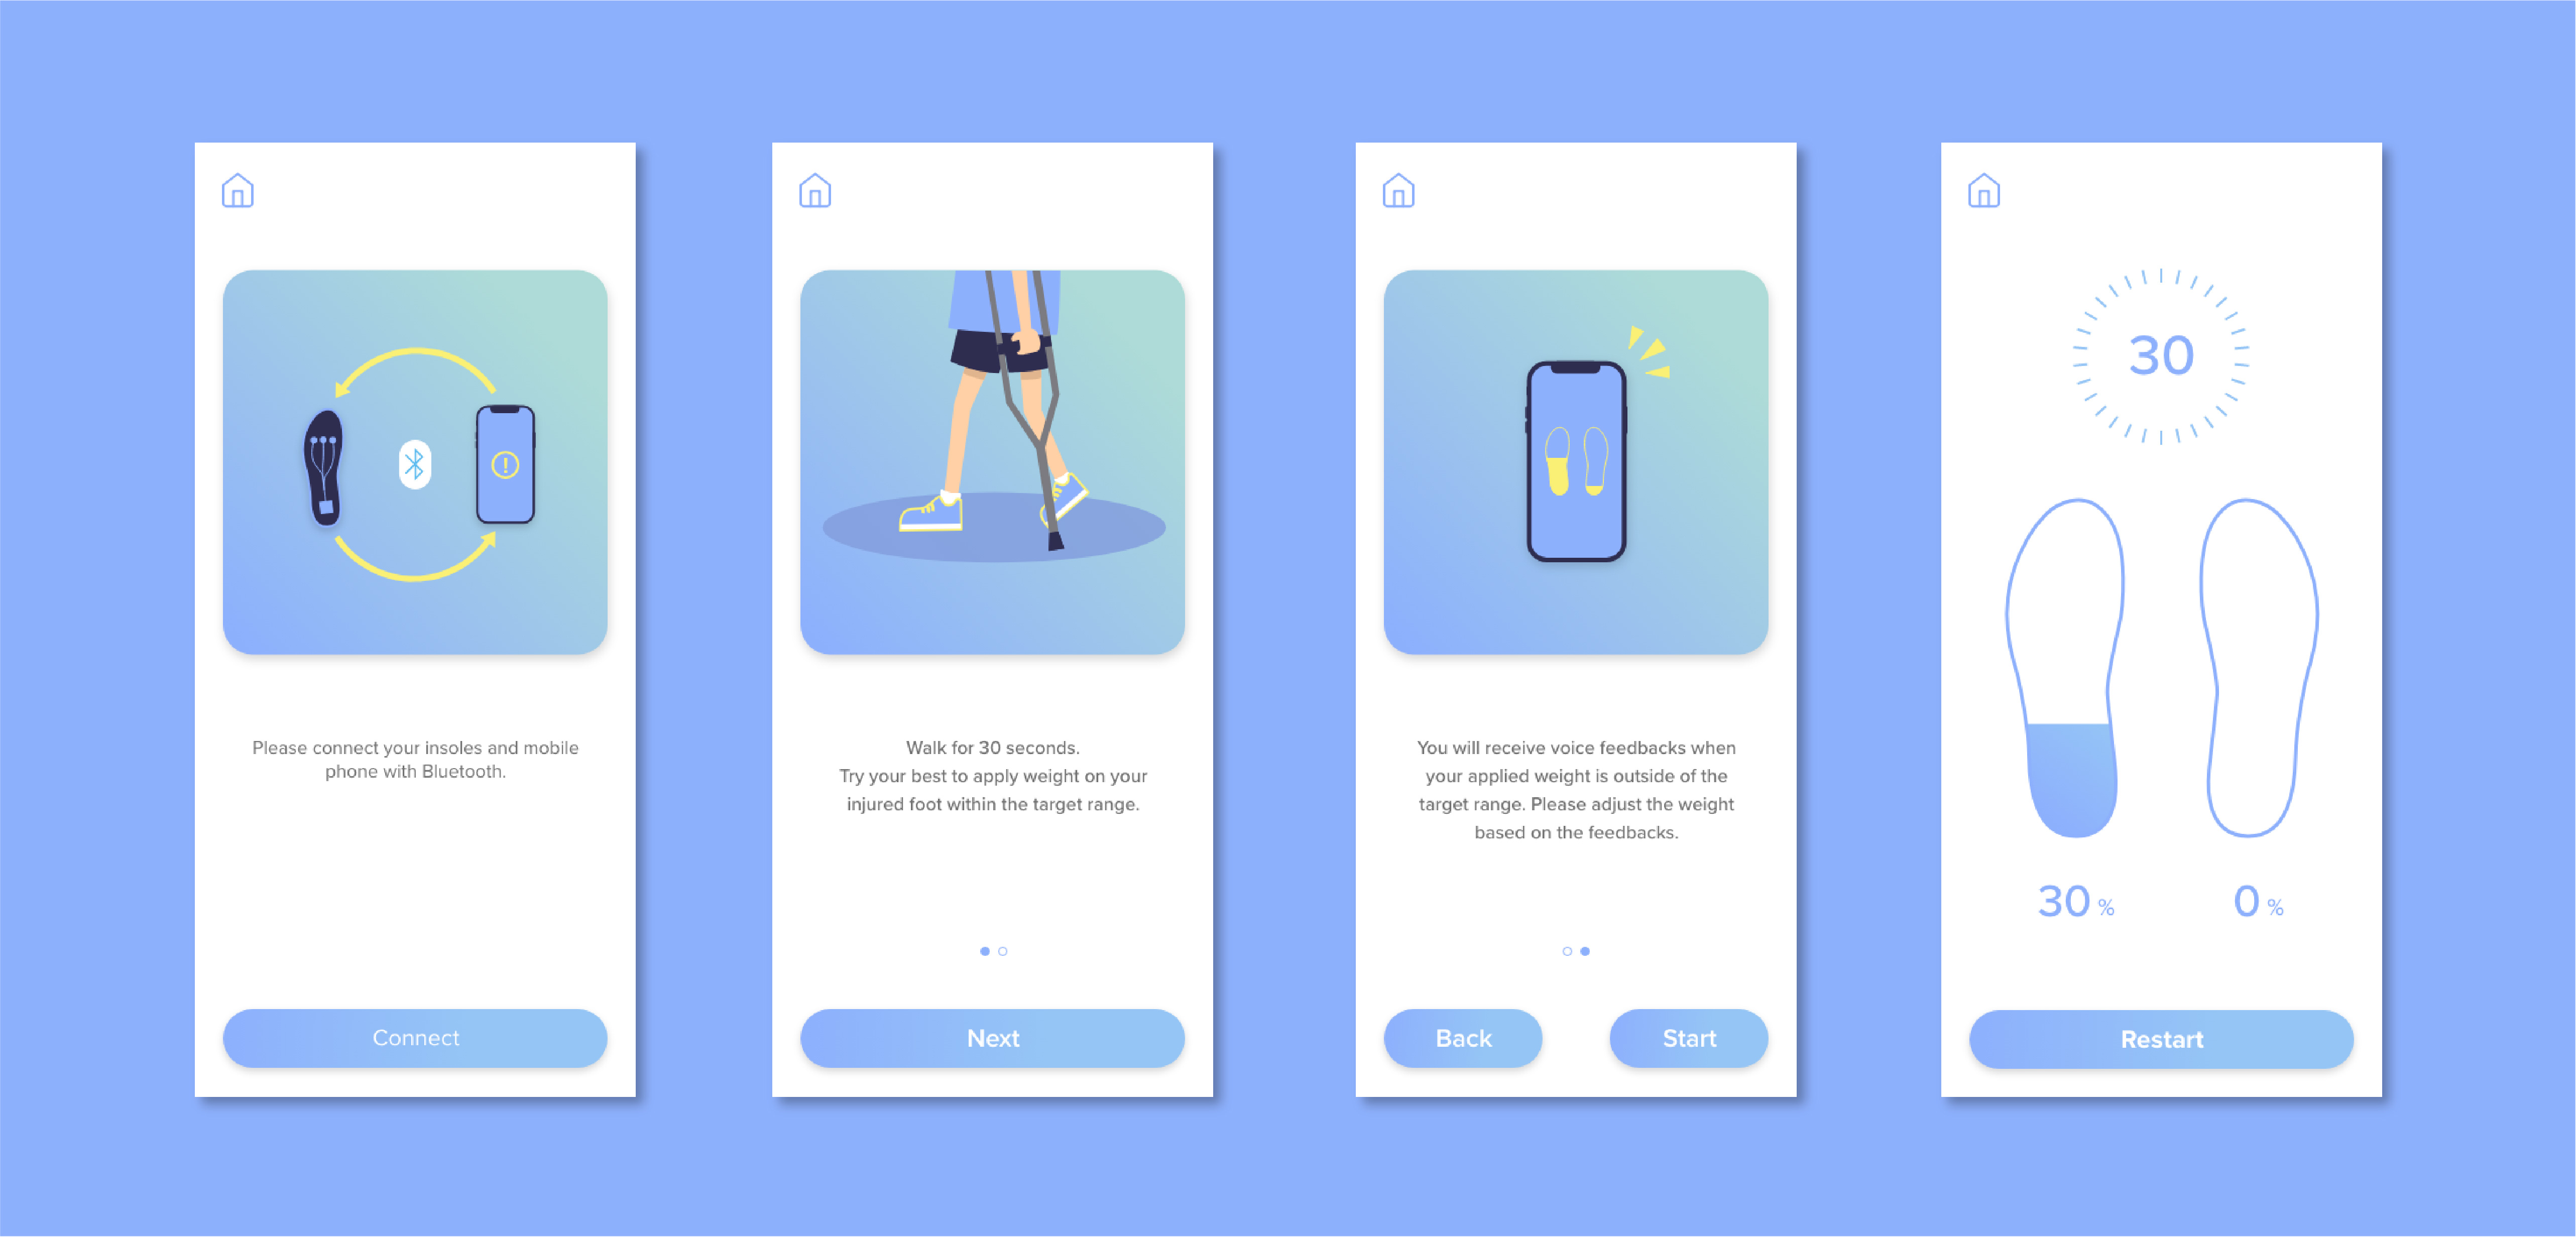 Please connect your insoles and mobile
phone with Bluetooth.
Connect
Walk for 30 seconds.
Try your best to apply weight on your
injured foot within the target range.
Next
You will receive voice feedbacks when
your applied weight is outside of the
target range. Please adjust the weight
based on the feedbacks.
Back
Start
30
30 %
0 %
Restart